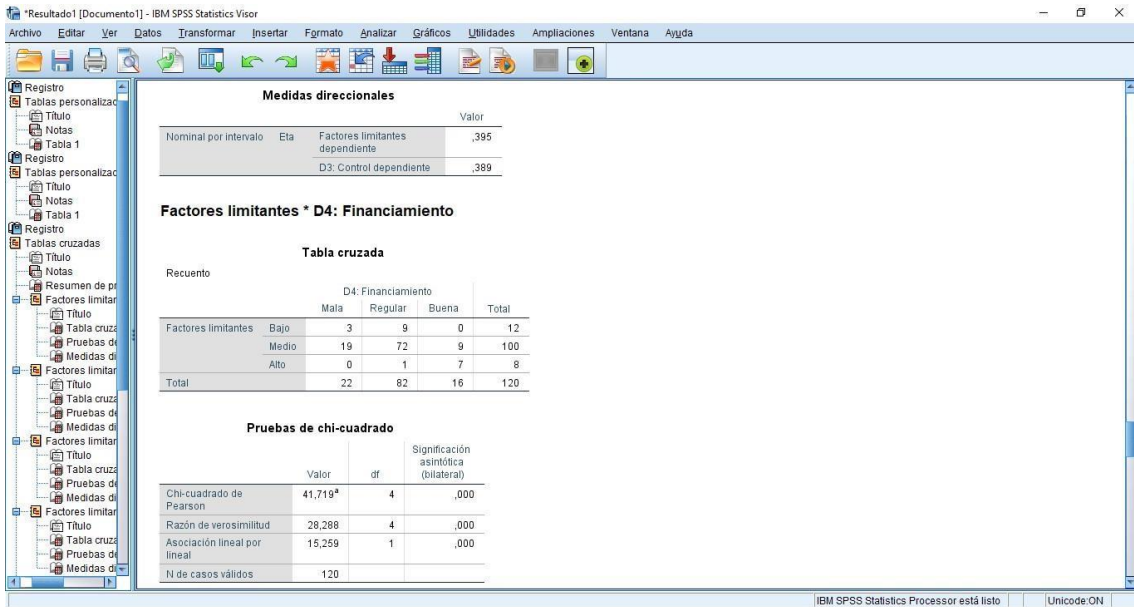 *Resultado1 [Documento1] - IBM SPSS Statistics Visor
Archivo Editar Ver Datos Transformar Insertar Formato Analizar Gráficos Utilidades Ampliaciones Ventana Ayuda
Registro
Tablas personalizac
Título
Notas
Tabla 1
Registro
Tablas personalizac
Título
Notas
Tabla 1
Registro
Tablas cruzadas
Título
Notas
Resumen de pr
Factores limitar
Título
Tabla cruza
Pruebas de
Medidas di
Factores limitar
Título
Tabla cruza
Pruebas de
Medidas di
Factores limitar
Título
Tabla cruza
Pruebas de
Medidas di
Factores limitar
Título
Tabla cruza
Pruebas de
Medidas di
Medidas direccionales
Valor
Nominal por intervalo Eta Factores limitantes dependiente ,395
D3: Control dependiente ,389
Factores limitantes * D4: Financiamiento
Tabla cruzada
Recuento
D4: Financiamiento
Mala Regular Buena Total
Factores limitantes Bajo 3 9 0 12
Medio 19 72 9 100
Alto 0 1 7 8
Total 22 82 16 120
Pruebas de chi-cuadrado
Valor df Significación asintótica (bilateral)
Chi-cuadrado de Pearson 41,719a 4 ,000
Razón de verosimilitud 28,288 4 ,000
Asociación lineal por lineal 15,259 1 ,000
N de casos válidos 120
IBM SPSS Statistics Processor está listo Unicode:ON